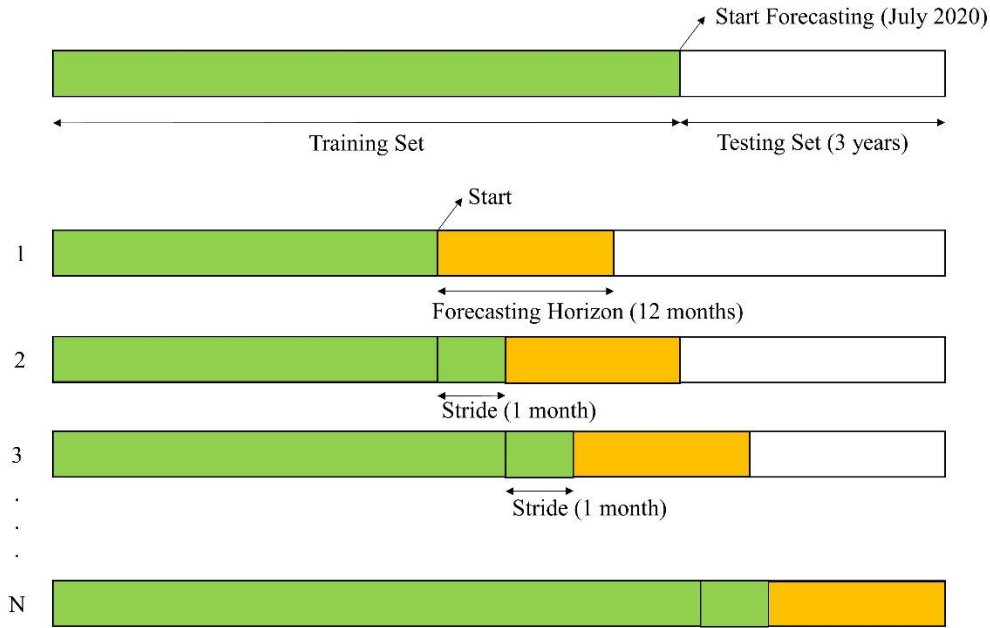 Start Forecasting (July 2020)
Training Set
Testing Set (3 years)
Start
1
Forecasting Horizon (12 months)
2
Stride (1 month)
3
Stride (1 month)
.
.
.
N